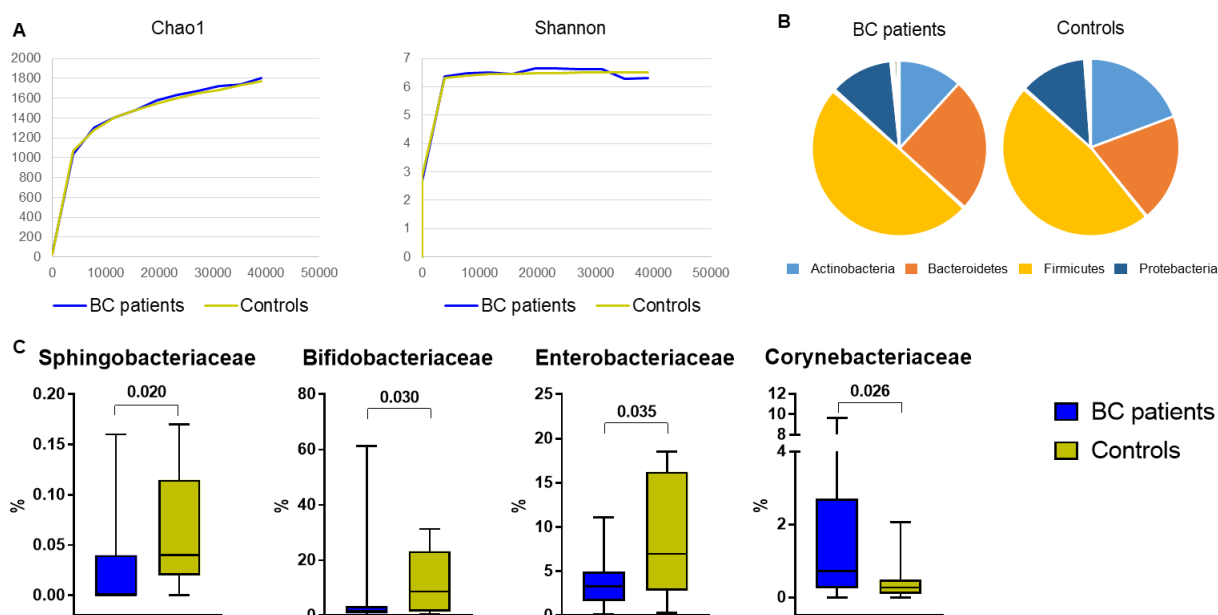 A
Chao1
2000
1800
1600
1400
1200
1000
800
600
400
200
0
0 10000 20000 30000 40000 50000
BC patients Controls
Shannon
7
6
5
4
3
2
1
0
0 10000 20000 30000 40000 50000
BC patients Controls
B
BC patients Controls
Actinobacteria Bacteroidetes Firmicutes Protebacteria
C
Sphingobacteriaceae
0.20
0.15
0.10
0.05
0.00
%
0.020
Bifidobacteriaceae
80
60
40
20
0
%
0.030
Enterobacteriaceae
25
20
15
10
5
0
%
0.035
Corynebacteriaceae
12
10
8
4
2
0
%
0.026
BC patients
Controls